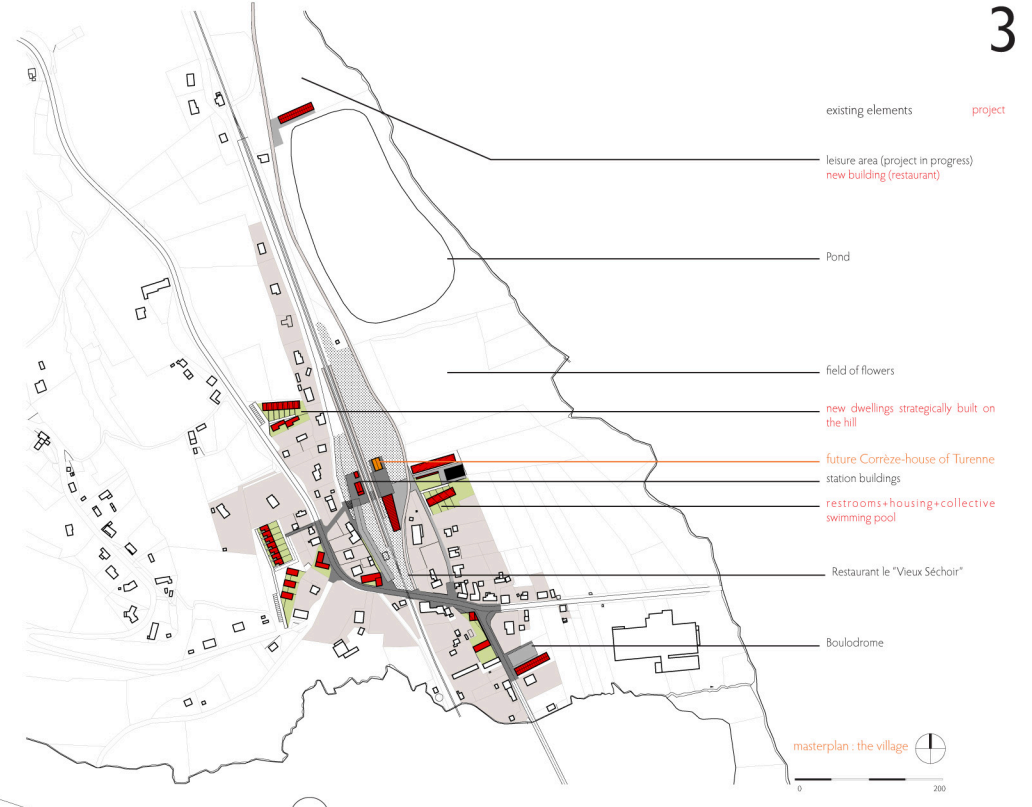 3
existing elements project
leisure area (project in progress)
new building (restaurant)
Pond
field of flowers
new dwellings strategically built on
the hill
future Corrèze-house of Turenne
station buildings
restrooms+housing+collective
swimming pool
Restaurant le "Vieux Séchoir"
Boulodrome
masterplan : the village
0 200